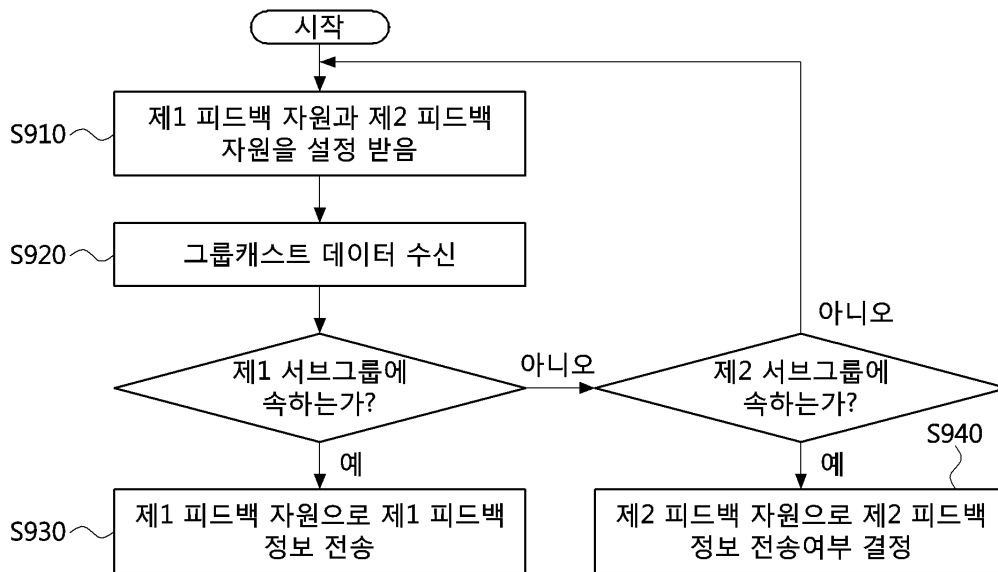 시작
S910
제1 피드백 자원과 제2 피드백
자원을 설정 받음
S920
그룹캐스트 데이터 수신
아니오
제1 서브그룹에
속하는가?
아니오
제2 서브그룹에
속하는가?
예
예
S940
S930
제1 피드백 자원으로 제1 피드백
정보 전송
제2 피드백 자원으로 제2 피드백
정보 전송여부 결정